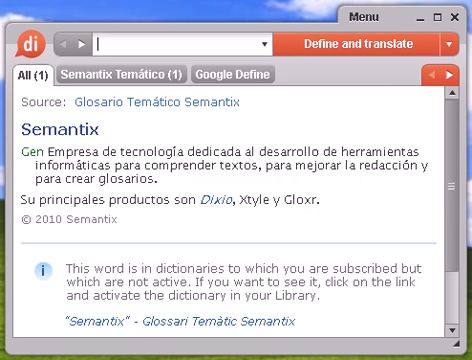 Menu
di
Define and translate
All (1) Semantix Temático (1) Google Define
Source: Glosario Temático Semantix
Semantix
Gen Empresa de tecnología dedicada al desarrollo de herramientas
informáticas para comprender textos, para mejorar la redacción y
para crear glosarios.
Su principales productos son Dixio, Xtyle y Gloxr.
© 2010 Semantix
This word is in dictionaries to which you are subscribed but
which are not active. If you want to see it, click on the link
and activate the dictionary in your Library.
"Semantix" - Glossari Temàtic Semantix